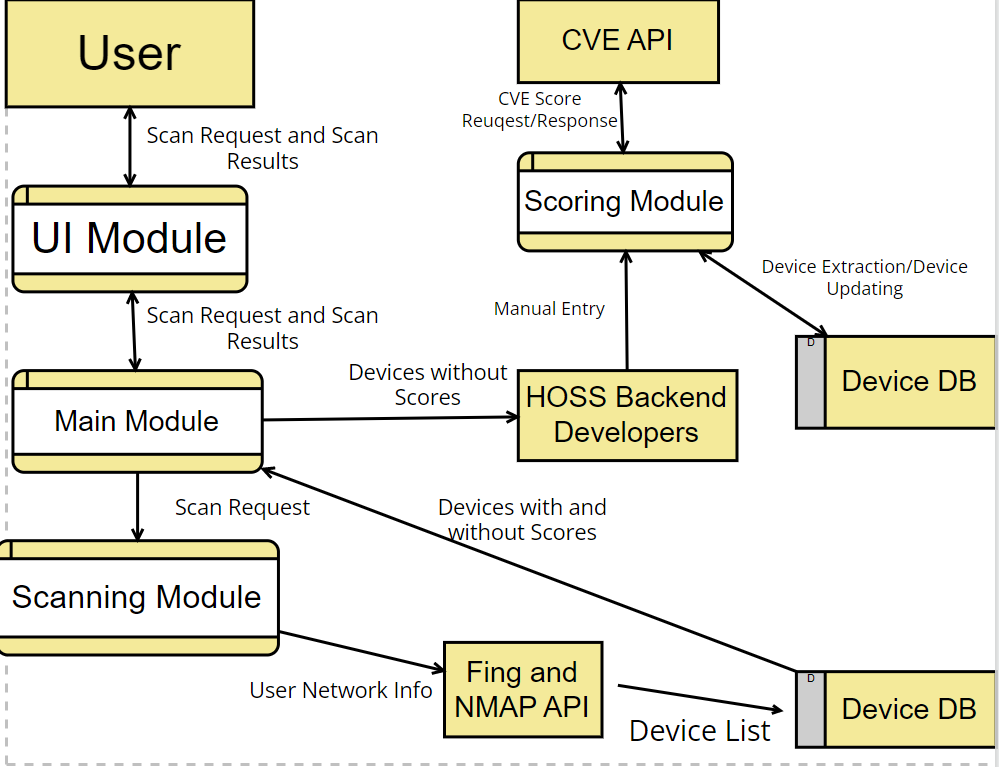 User
CVE API
CVE Score
Reuqest/Response
Scan Request and Scan
Results
Scoring Module
UI Module
Device Extraction/Device
Updating
Manual Entry
Scan Request and Scan
Results
D
Device DB
Devices without
Scores
HOSS Backend
Developers
Main Module
Scan Request
Devices with and
without Scores
Scanning Module
Fing and
NMAP API
User Network Info
D
Device DB
Device List